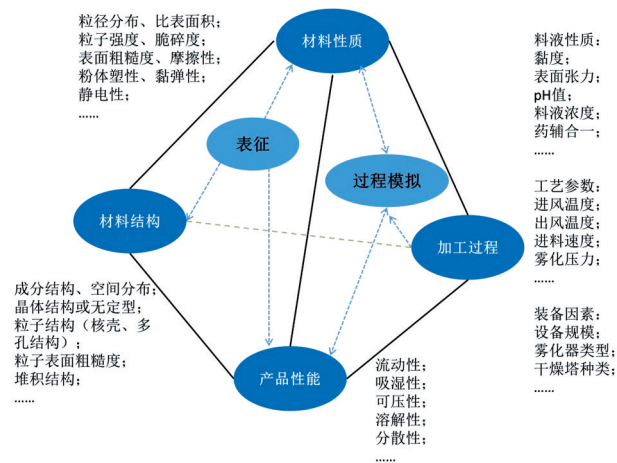 粒径分布、比表面积;
粒子强度、脆碎度;
表面粗糙度、摩擦性;
粉体塑性、黏弹性;
静电性;
......
材料性质
料液性质:
黏度;
表面张力;
pH值;
料液浓度;
药辅合一;
......
表征
过程模拟
工艺参数:
进风温度;
出风温度;
进料速度;
雾化压力;
......
材料结构
加工过程
成分结构、空间分布;
晶体结构或无定型;
粒子结构（核壳、多
孔结构）;
粒子表面粗糙度;
堆积结构;
......
装备因素:
设备规模;
雾化器类型;
干燥塔种类;
......
产品性能
流动性;
吸湿性;
可压性;
溶解性;
分散性;
......